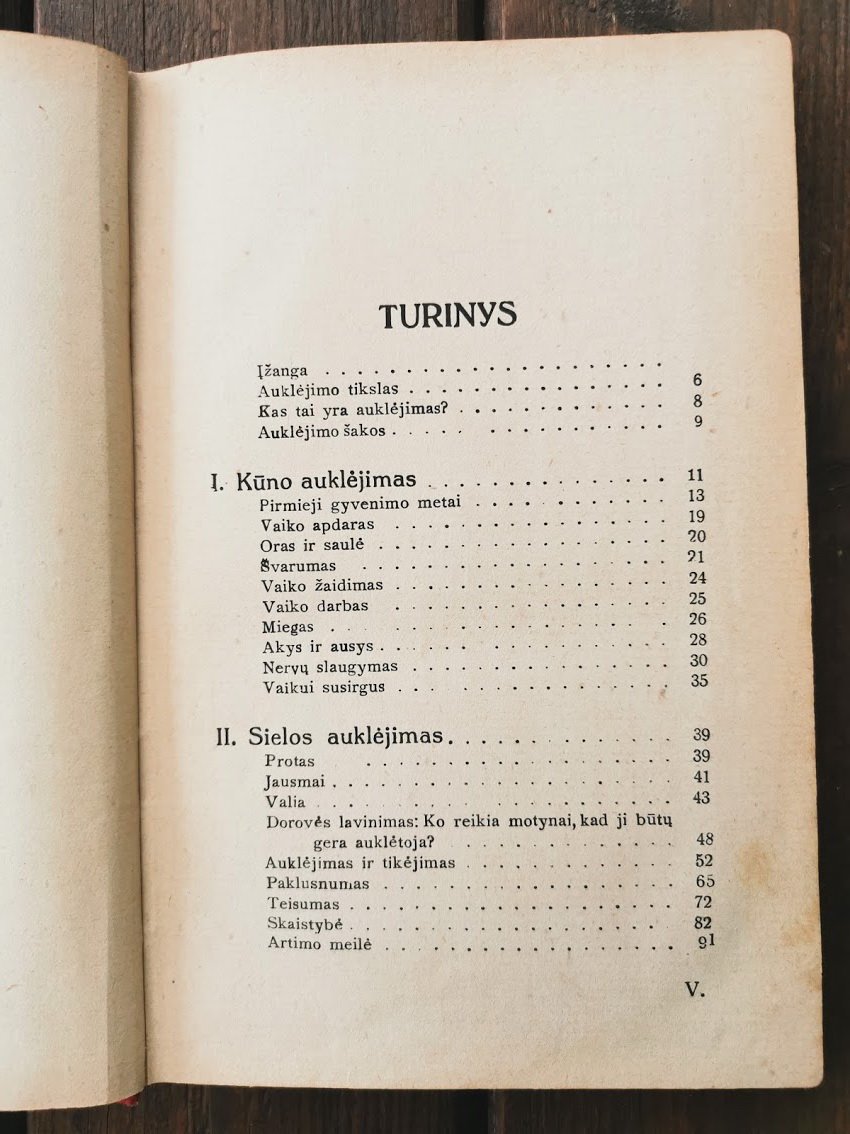 TURINYS
Įžanga . . . . . . . . . . . . . . . . . . . . .
Auklėjimo tikslas . . . . . . . . . . . . . . . . 6
Kas tai yra auklėjimas? . . . . . . . . . . . . . 8
Auklėjimo šakos . . . . . . . . . . . . . . . . 9
I. Kūno auklėjimas . . . . . . . . . . . . . . 11
Pirmieji gyvenimo metai . . . . . . . . . . . . 13
Vaiko apdaras . . . . . . . . . . . . . . . . . 19
Oras ir saulė . . . . . . . . . . . . . . . . . 20
Švarumas . . . . . . . . . . . . . . . . . . . 21
Vaiko žaidimas . . . . . . . . . . . . . . . . . 24
Vaiko darbas . . . . . . . . . . . . . . . . . 25
Miegas . . . . . . . . . . . . . . . . . . . . 26
Akys ir ausys . . . . . . . . . . . . . . . . . 28
Nervų slaugymas . . . . . . . . . . . . . . . . 30
Vaikui susirgus . . . . . . . . . . . . . . . . 35
II. Sielos auklėjimas . . . . . . . . . . . . . . 39
Protas . . . . . . . . . . . . . . . . . . . 39
Jausmai . . . . . . . . . . . . . . . . . . . . 41
Valia . . . . . . . . . . . . . . . . . . . . . 43
Dorovės lavinimas: Ko reikia motynai, kad ji būtų
gera auklėtoja? . . . . . . . . . . . . . . 48
Auklėjimas ir tikėjimas . . . . . . . . . . . . . 52
Paklusnumas . . . . . . . . . . . . . . . . . . 65
Teisumas . . . . . . . . . . . . . . . . . . . . 72
Skaistybė . . . . . . . . . . . . . . . . . . . 82
Artimo meilė . . . . . . . . . . . . . . . . . . 91
V.